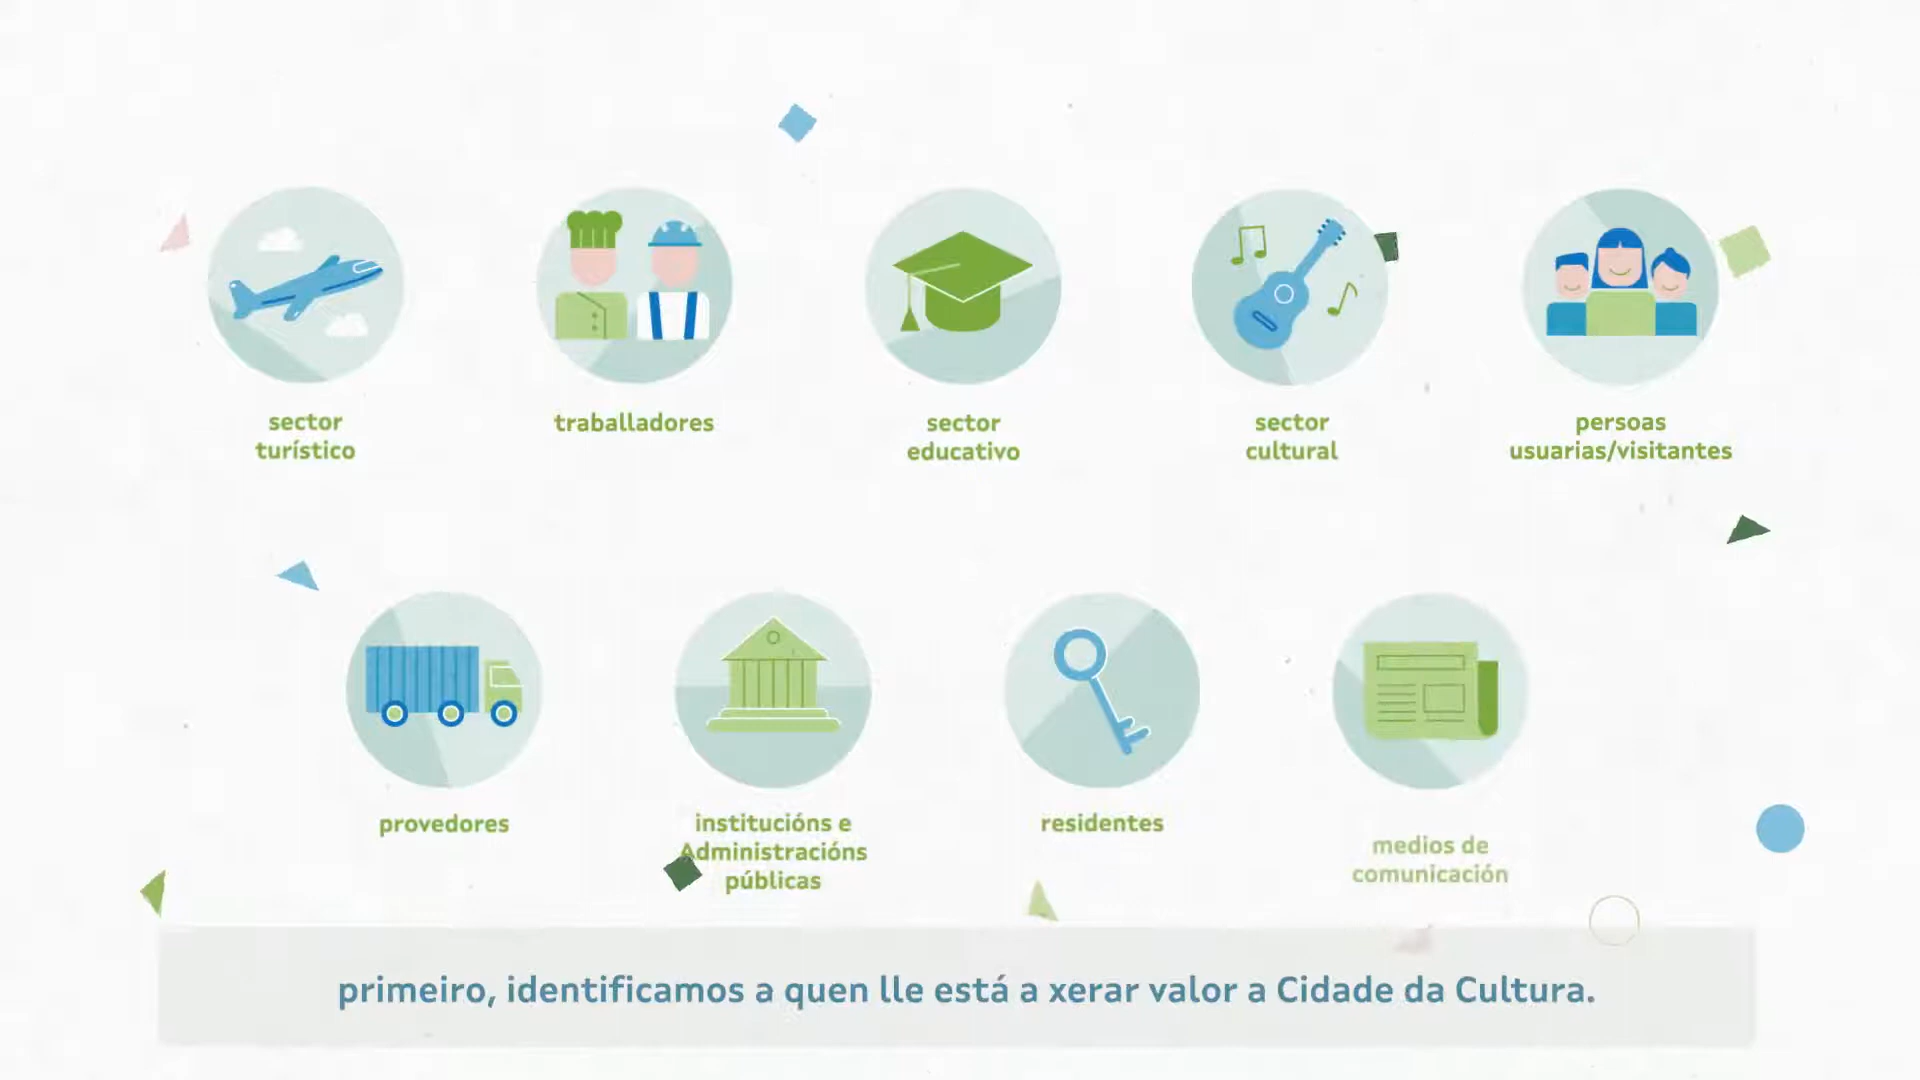 sector
turístico
traballadores
sector
educativo
sector
cultural
persoas
usuarias/visitantes
provedores
institucións e
Administracións
públicas
residentes
medios de
comunicación
primeiro, identificamos a quen lle está a xerar valor a Cidade da Cultura.